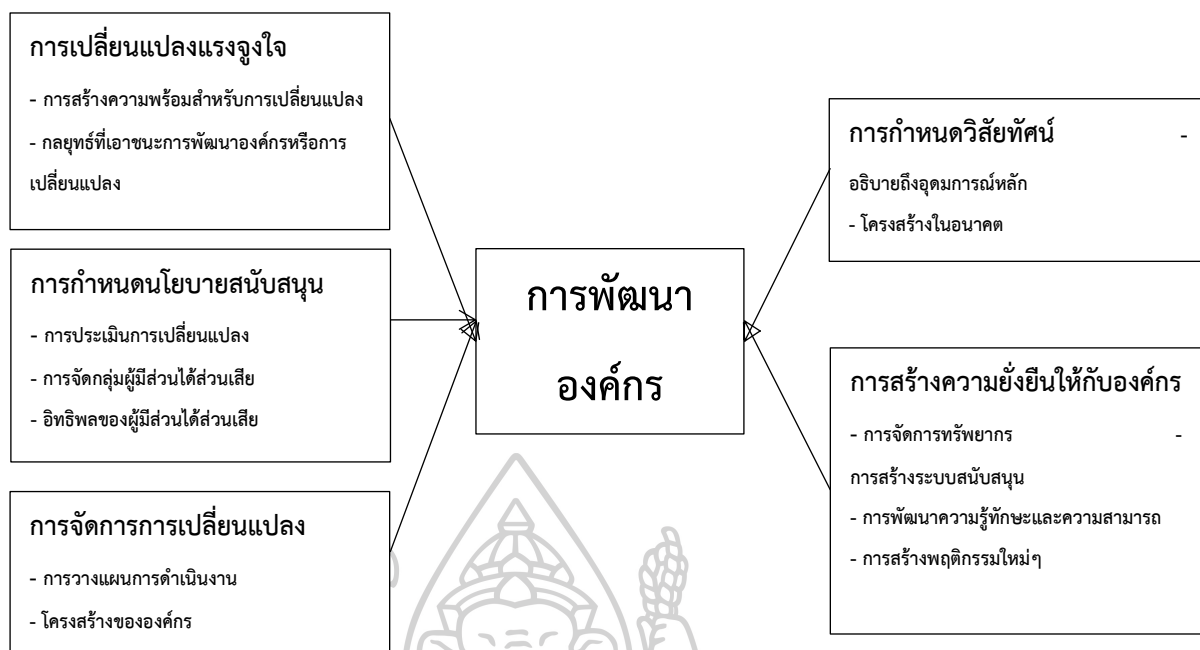 การเปลี่ยนแปลงแรงจูงใจ
- การสร้างความพร้อมสำหรับการเปลี่ยนแปลง
- กลยุทธ์ที่เอาชนะการพัฒนาองค์กรหรือการ
เปลี่ยนแปลง
การกำหนดนโยบายสนับสนุน
- การประเมินการเปลี่ยนแปลง
- การจัดกลุ่มผู้มีส่วนได้ส่วนเสีย
- อิทธิพลของผู้มีส่วนได้ส่วนเสีย
การจัดการการเปลี่ยนแปลง
- การวางแผนการดำเนินงาน
- โครงสร้างขององค์กร
การพัฒนา
องค์กร
การกำหนดวิสัยทัศน์ -
อธิบายถึงอุดมการณ์หลัก
- โครงสร้างในอนาคต
การสร้างความยั่งยืนให้กับองค์กร
- การจัดการทรัพยากร -
การสร้างระบบสนับสนุน
- การพัฒนาความรู้ทักษะและความสามารถ
- การสร้างพฤติกรรมใหม่ๆ